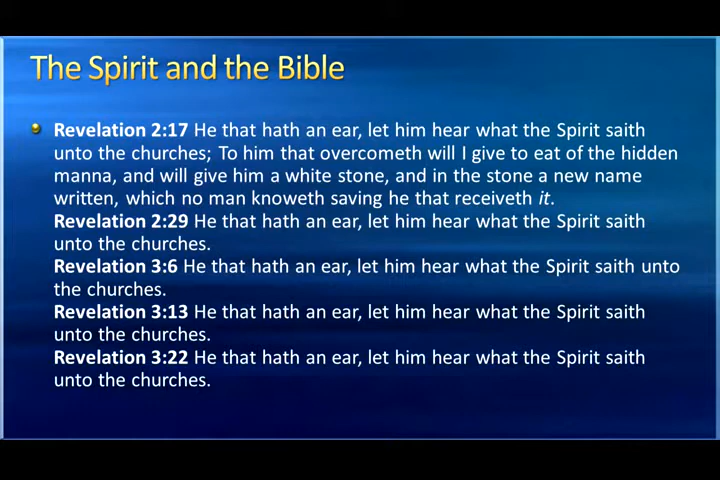 The Spirit and the Bible
Revelation 2:17 He that hath an ear, let him hear what the Spirit saith
unto the churches; To him that overcometh will I give to eat of the hidden
manna, and will give him a white stone, and in the stone a new name
written, which no man knoweth saving he that receiveth it.
Revelation 2:29 He that hath an ear, let him hear what the Spirit saith
unto the churches.
Revelation 3:6 He that hath an ear, let him hear what the Spirit saith unto
the churches.
Revelation 3:13 He that hath an ear, let him hear what the Spirit saith
unto the churches.
Revelation 3:22 He that hath an ear, let him hear what the Spirit saith
unto the churches.